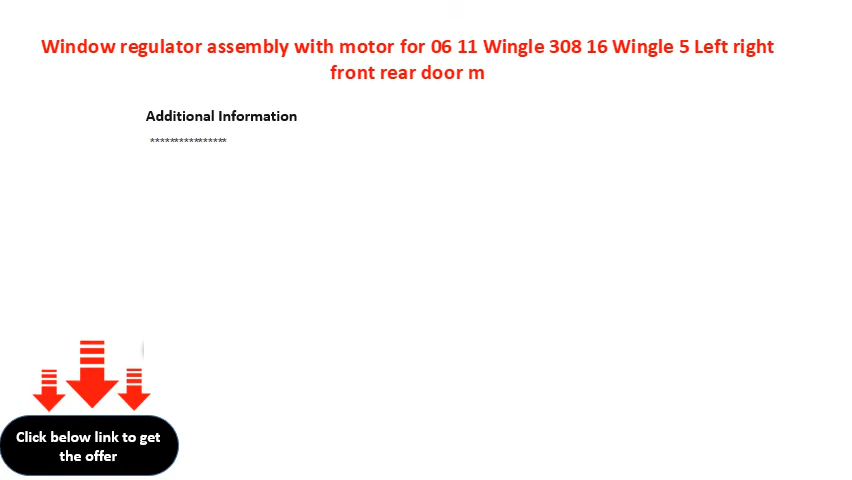 Window regulator assembly with motor for 06 11 Wingle 308 16 Wingle 5 Left right
front rear door m
Additional Information
****************
Click below link to get
the offer